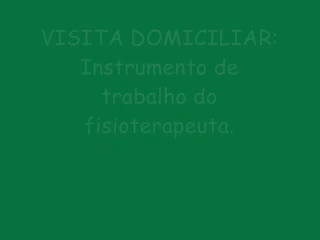 VISITA DOMICILIAR:
Instrumento de
trabalho do
fisioterapeuta.